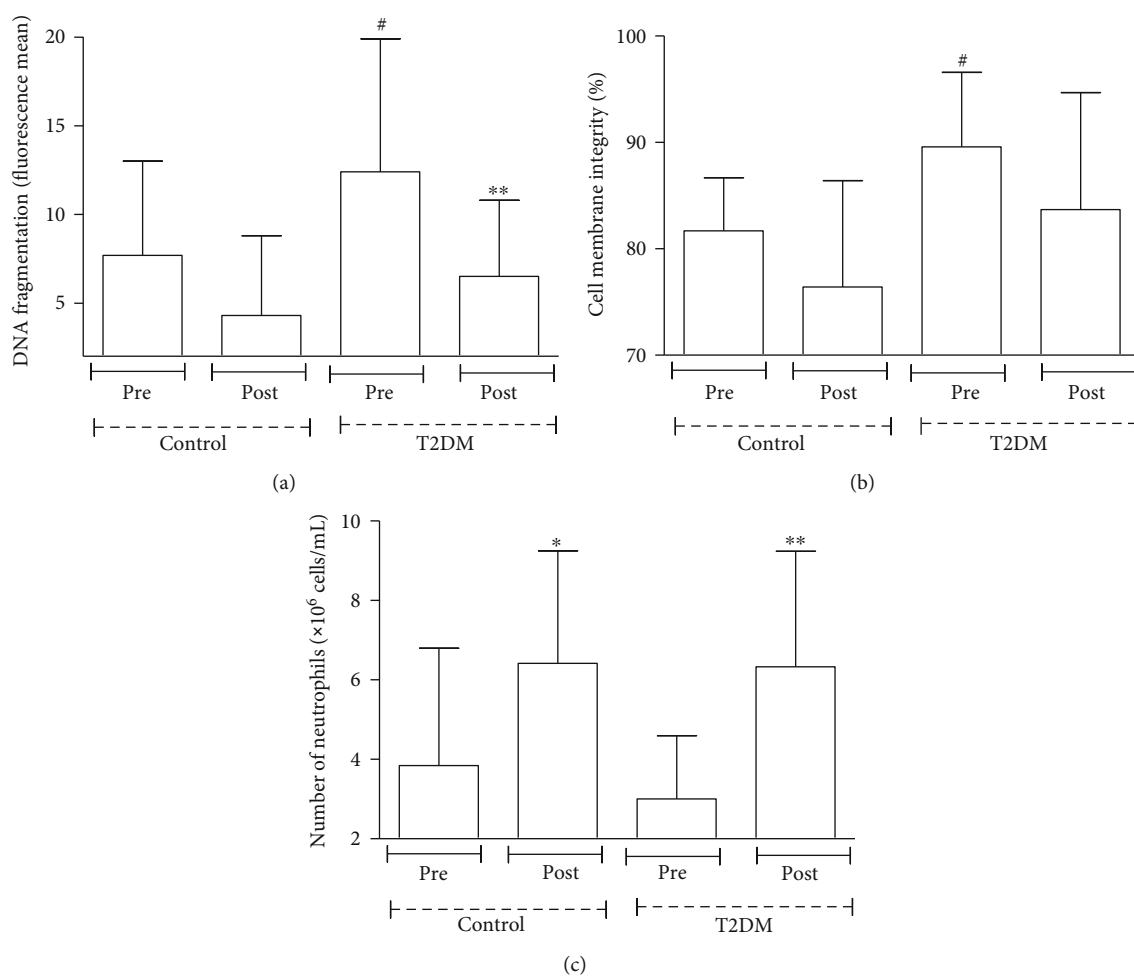 DNA fragmentation (fluorescence mean)
20
15
10
5
#
**
Pre
Post
Pre
Post
Control
T2DM
(a)
Cell membrane integrity (%)
100
90
80
70
#
Pre
Post
Pre
Post
Control
T2DM
(b)
Number of neutrophils (×10⁶ cells/mL)
10
8
6
4
2
*
**
Pre
Post
Pre
Post
Control
T2DM
(c)